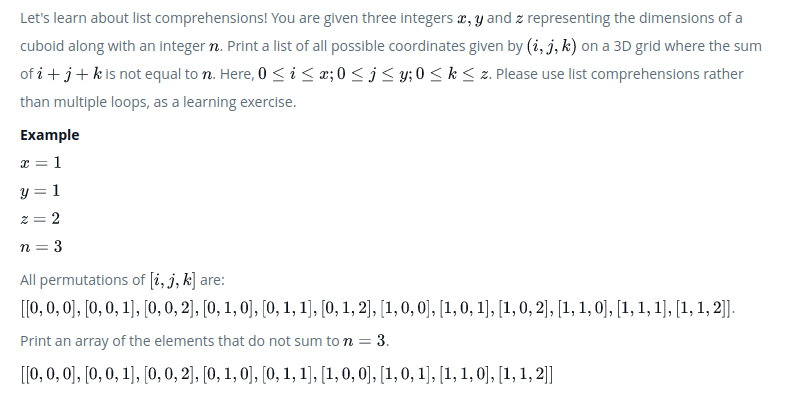 Let's learn about list comprehensions! You are given three integers x, y and z representing the dimensions of a
cuboid along with an integer n. Print a list of all possible coordinates given by (i, j, k) on a 3D grid where the sum
of i + j + k is not equal to n. Here, 0 ≤ i ≤ x; 0 ≤ j ≤ y; 0 ≤ k ≤ z. Please use list comprehensions rather
than multiple loops, as a learning exercise.
Example
x = 1
y = 1
z = 2
n = 3
All permutations of [i, j, k] are:
[[0, 0, 0], [0, 0, 1], [0, 0, 2], [0, 1, 0], [0, 1, 1], [0, 1, 2], [1, 0, 0], [1, 0, 1], [1, 0, 2], [1, 1, 0], [1, 1, 1], [1, 1, 2]].
Print an array of the elements that do not sum to n = 3.
[[0, 0, 0], [0, 0, 1], [0, 0, 2], [0, 1, 0], [0, 1, 1], [1, 0, 0], [1, 0, 1], [1, 1, 0], [1, 1, 2]]